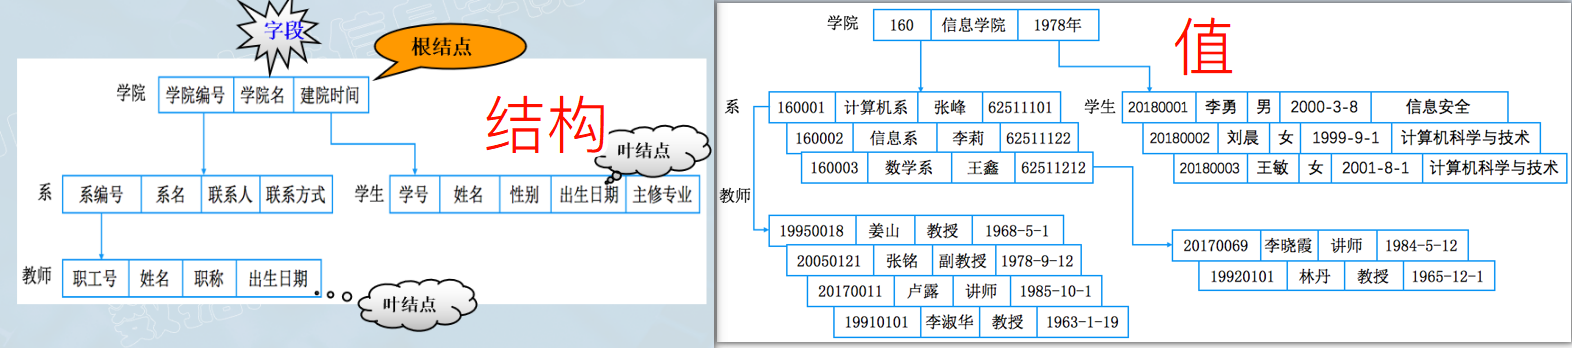 字段
根结点
学院 学院编号 学院名 建院时间
结构
叶结点
系 系编号 系名 联系人 联系方式
学生 学号 姓名 性别 出生日期 主修专业
教师 职工号 姓名 职称 出生日期
叶结点
值
学院 160 信息学院 1978年
系 160001 计算机系 张峰 62511101
160002 信息系 李莉 62511122
160003 数学系 王鑫 62511212
学生 20180001 李勇 男 2000-3-8 信息安全
20180002 刘晨 女 1999-9-1 计算机科学与技术
20180003 王敏 女 2001-8-1 计算机科学与技术
教师
19950018 姜山 教授 1968-5-1
20050121 张铭 副教授 1978-9-12
20170011 卢露 讲师 1985-10-1
19910101 李淑华 教授 1963-1-19
20170069 李晓霞 讲师 1984-5-12
19920101 林丹 教授 1965-12-1